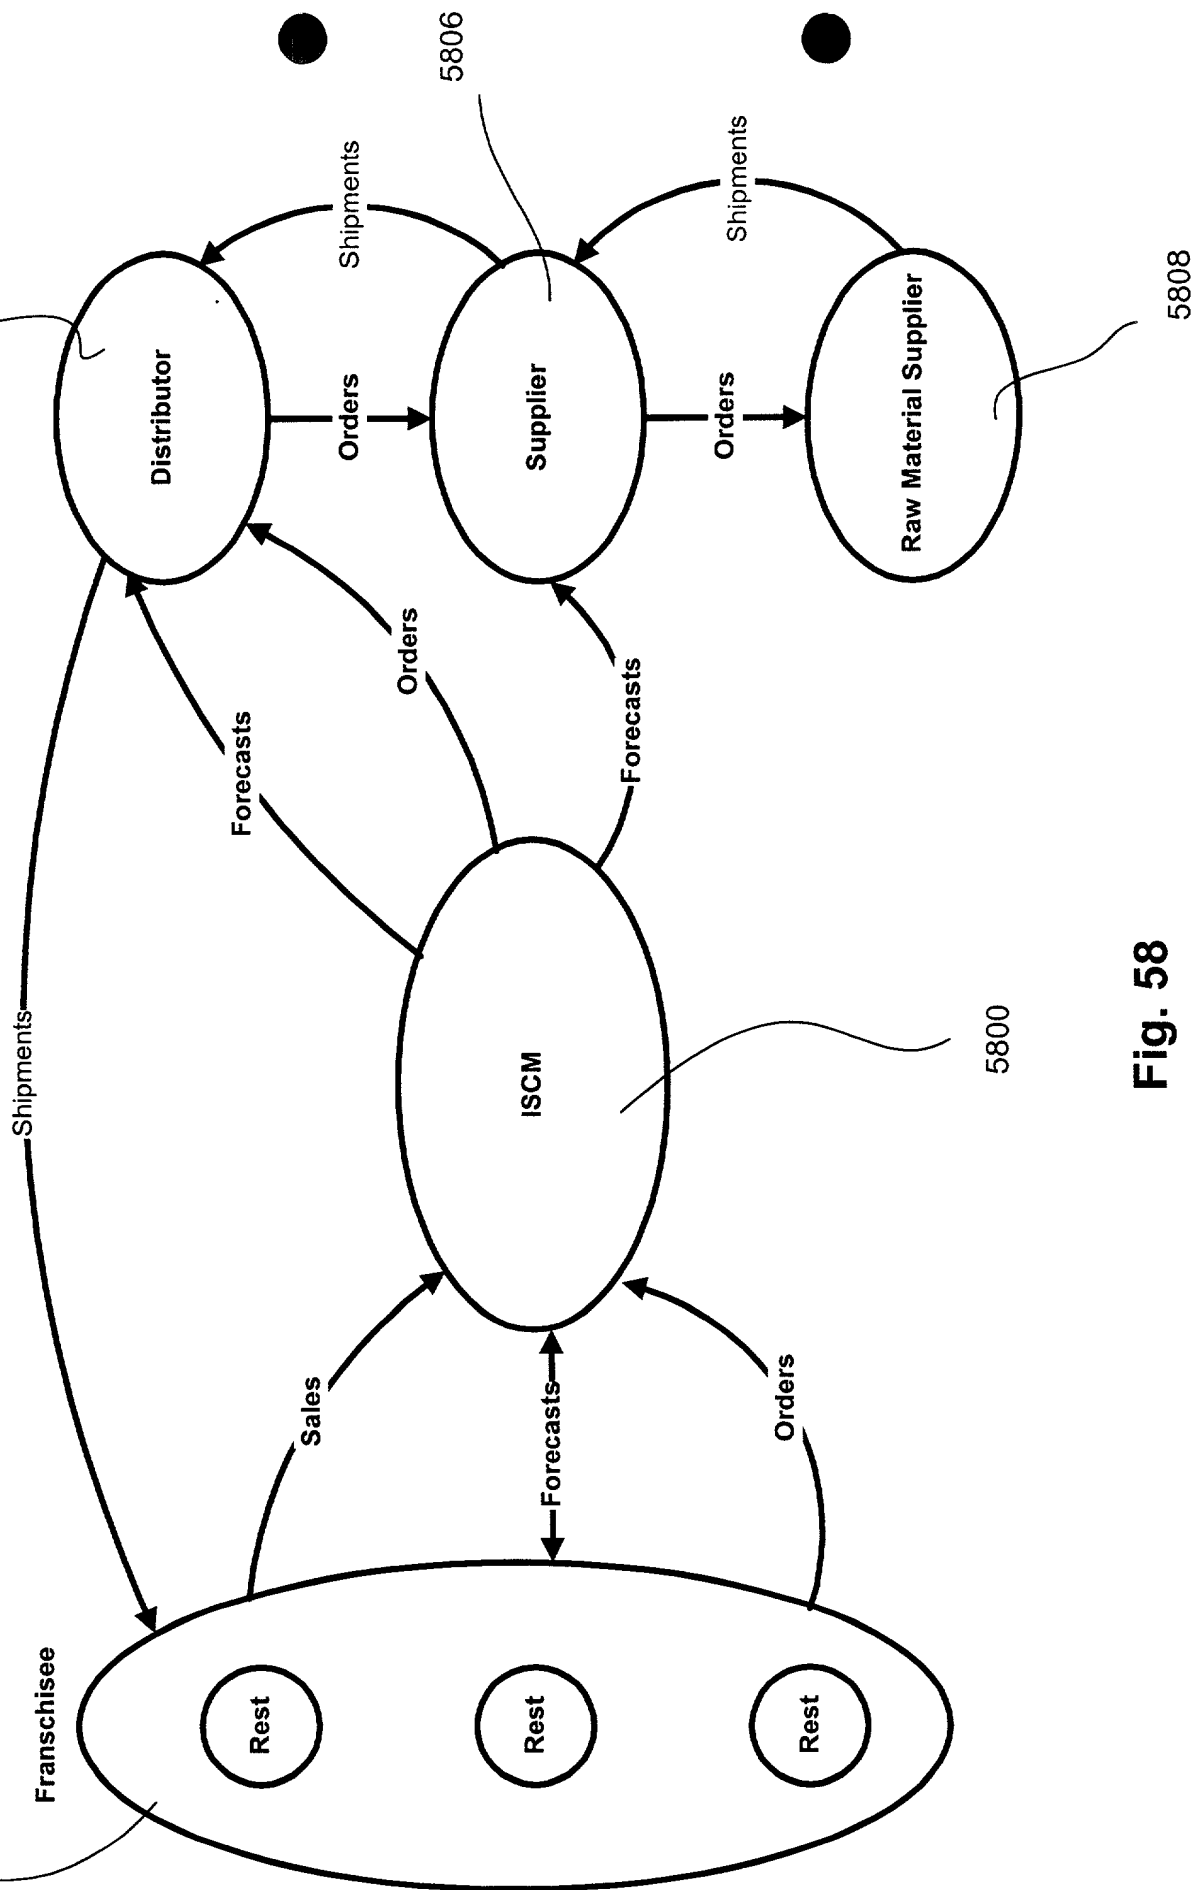 Franschisee
Rest
Rest
Rest
Shipments
Sales
Forecasts
Orders
ISCM
5800
Forecasts
Orders
Forecasts
Distributor
Orders
Shipments
Supplier
5806
Orders
Shipments
Raw Material Supplier
5808
Fig. 58